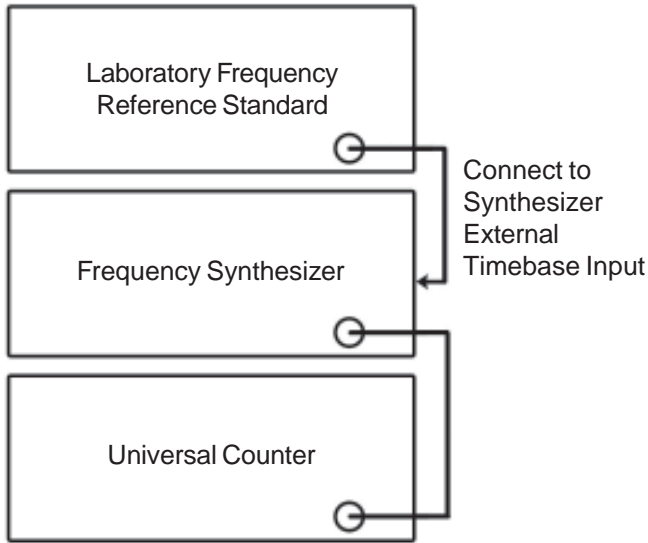 Laboratory Frequency
Reference Standard
Connect to
Synthesizer
External
Timebase Input
Frequency Synthesizer
Universal Counter